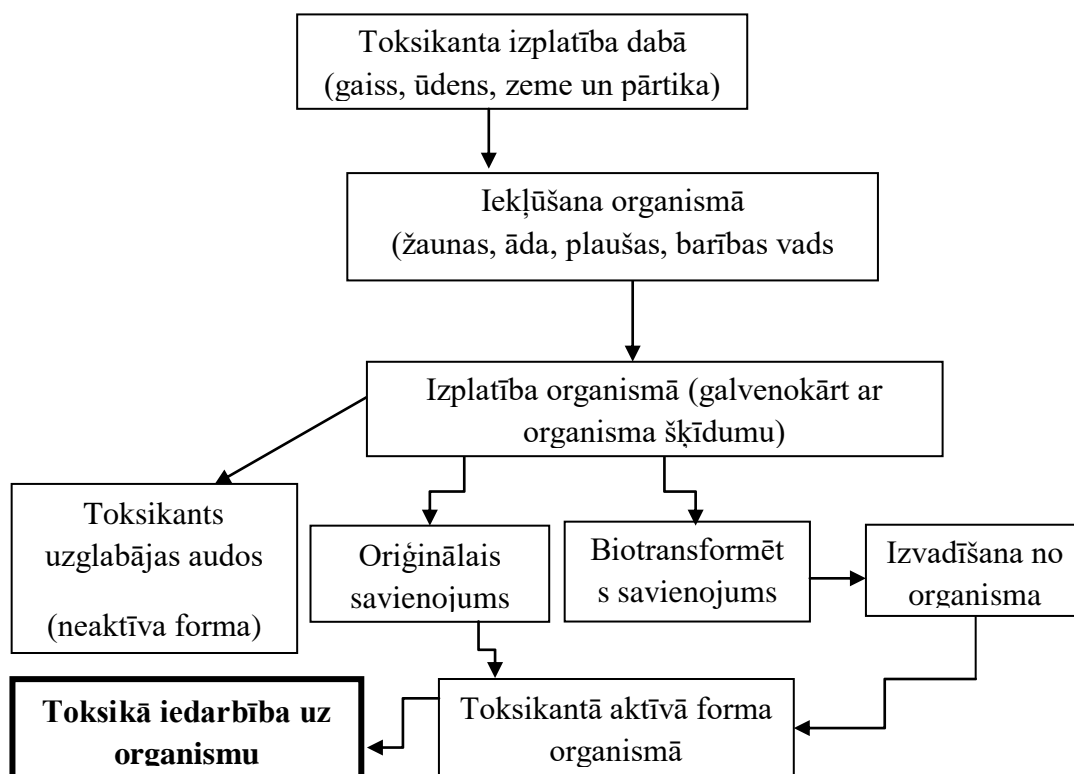 Toksikanta izplatība dabā
(gaiss, ūdens, zeme un pārtika)
Iekļūšana organismā
(žaunas, āda, plaušas, barības vads
Izplatība organismā (galvenokārt ar
organisma šķīdumu)
Toksikants
uzglabājas audos
(neaktīva forma)
Oriģinālais
savienojums
Biotransformēt
s savienojums
Izvadīšana no
organisma
Toksikā iedarbība uz
organismu
Toksikantā aktīvā forma
organismā